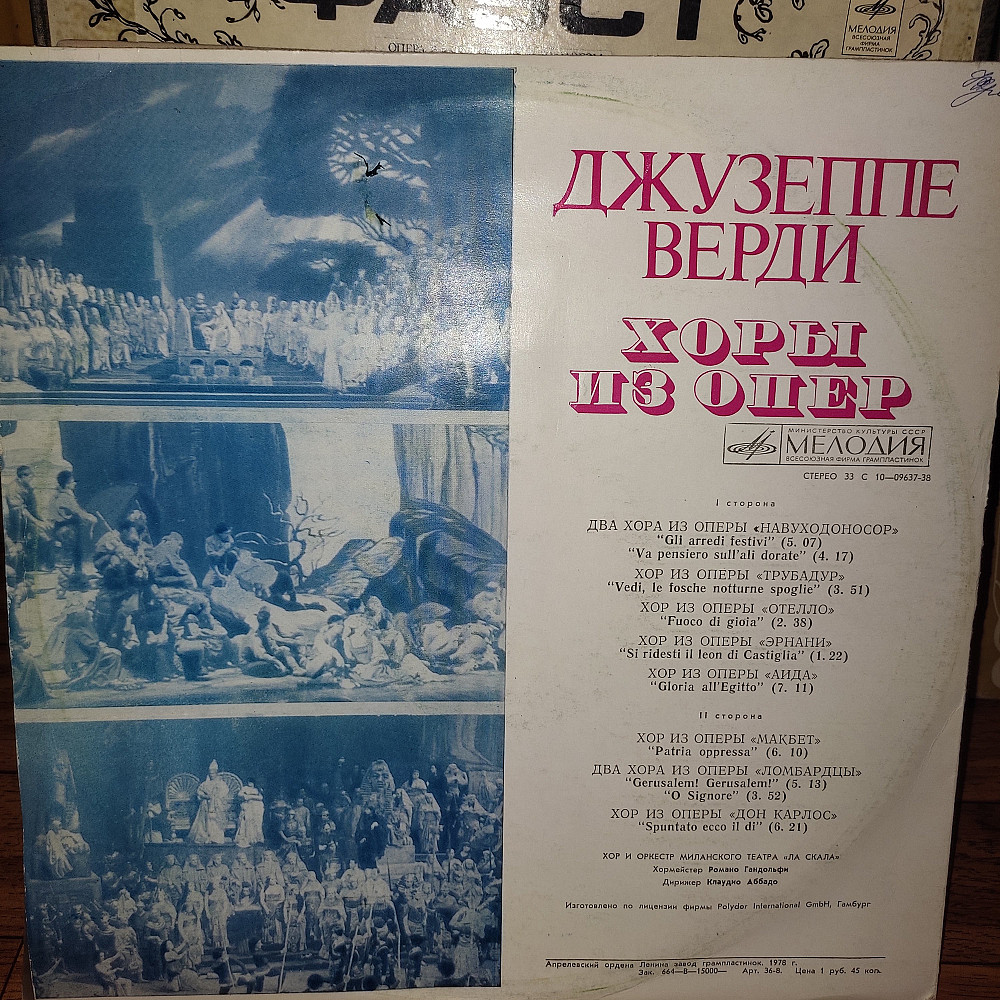 ФАУСТ
МЕЛОДИЯ
ВСЕСОЮЗНАЯ
ФИРМА
ГРАМПЛАСТИНОК
ОПЕРА
ДЖУЗЕППЕ
ВЕРДИ
ХОРЫ
ИЗ ОПЕР
МИНИСТЕРСТВО КУЛЬТУРЫ СССР
МЕЛОДИЯ
ВСЕСОЮЗНАЯ ФИРМА ГРАМПЛАСТИНОК
СТЕРЕО 33 С 10—09637-38
I сторона
ДВА ХОРА ИЗ ОПЕРЫ «НАВУХОДОНОСОР»
“Gli arredi festivi” (5. 07)
“Va pensiero sull'ali dorate” (4. 17)
ХОР ИЗ ОПЕРЫ «ТРУБАДУР»
“Vedi, le fosche notturne spoglie” (3. 51)
ХОР ИЗ ОПЕРЫ «ОТЕЛЛО»
“Fuoco di gioia” (2. 38)
ХОР ИЗ ОПЕРЫ «ЭРНАНИ»
“Si ridesti il leon di Castiglia” (1. 22)
ХОР ИЗ ОПЕРЫ «АИДА»
“Gloria all'Egitto” (7. 11)
II сторона
ХОР ИЗ ОПЕРЫ «МАКБЕТ»
“Patria oppressa” (6. 10)
ДВА ХОРА ИЗ ОПЕРЫ «ЛОМБАРДЦЫ»
“Gerusalem! Gerusalem!” (5. 13)
“O Signore” (3. 52)
ХОР ИЗ ОПЕРЫ «ДОН КАРЛОС»
“Spuntato ecco il di” (6. 21)
ХОР И ОРКЕСТР МИЛАНСКОГО ТЕАТРА «ЛА СКАЛА»
Хормейстер Романо Гандольфи
Дирижер Клаудио Аббадо
Изготовлено по лицензии фирмы Polydor International GmbH, Гамбург
Апрелевский ордена Ленина завод грампластинок. 1978 г.
Зак. 664—8—15000— Арт. 36-8. Цена 1 руб. 45 коп.